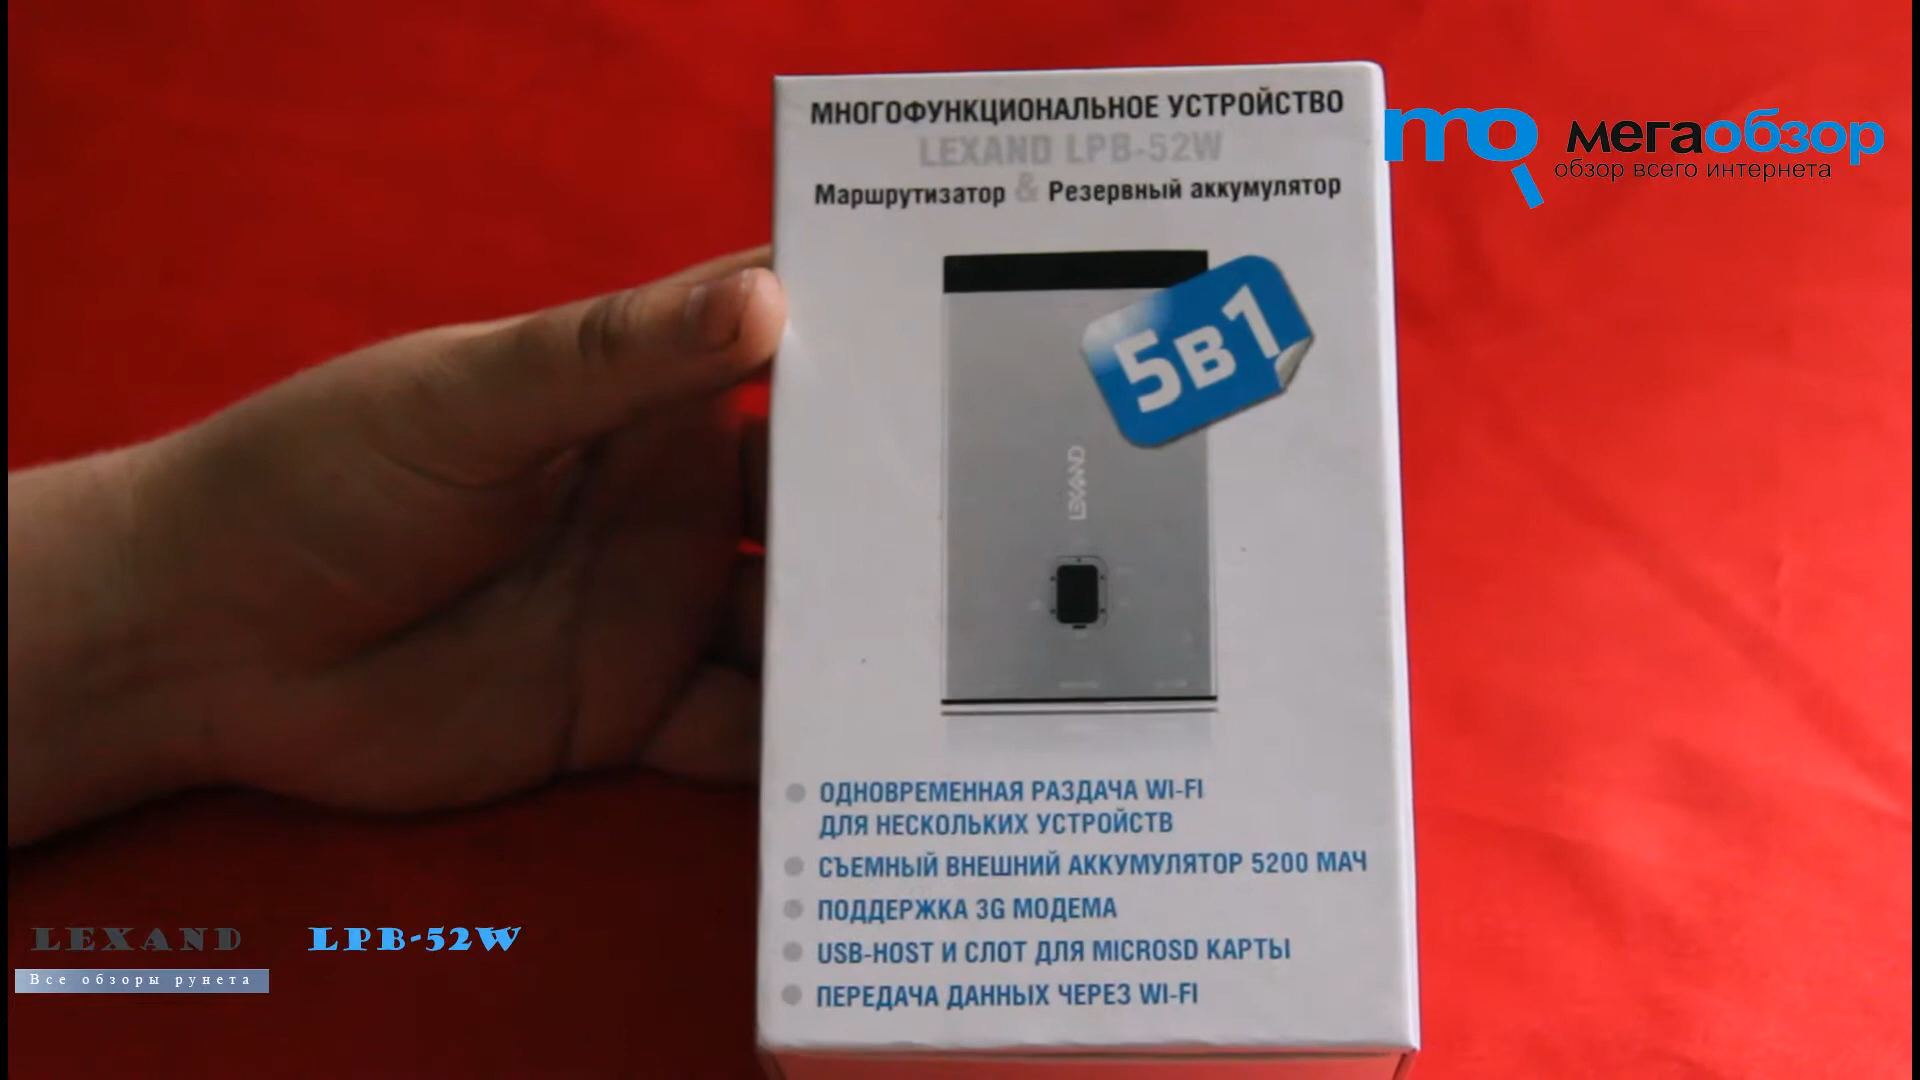 МНОГОФУНКЦИОНАЛЬНОЕ УСТРОЙСТВО
LEXAND LPB-52W
Маршрутизатор & Резервный аккумулятор
5в1
LEXAND
ОДНОВРЕМЕННАЯ РАЗДАЧА WI-FI
ДЛЯ НЕСКОЛЬКИХ УСТРОЙСТВ
СЪЕМНЫЙ ВНЕШНИЙ АККУМУЛЯТОР 5200 МАЧ
ПОДДЕРЖКА 3G МОДЕМА
USB-HOST И СЛОТ ДЛЯ MICROSD КАРТЫ
ПЕРЕДАЧА ДАННЫХ ЧЕРЕЗ WI-FI
мегаобзор
обзор всего интернета
LEXAND LPB-52W
Все обзоры рунета